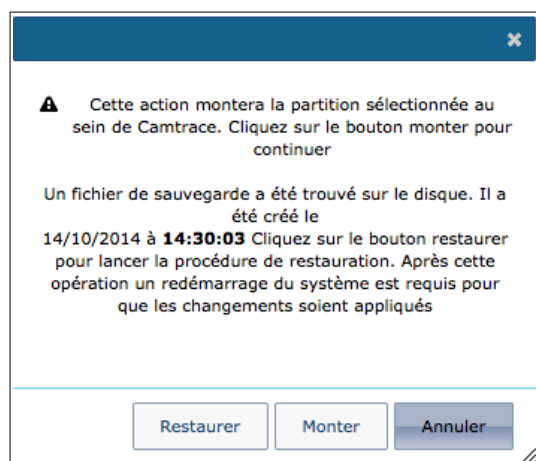 Cette action montera la partition sélectionnée au
sein de Camtrace. Cliquez sur le bouton monter pour
continuer
Un fichier de sauvegarde a été trouvé sur le disque. Il a
été créé le
14/10/2014 à 14:30:03 Cliquez sur le bouton restaurer
pour lancer la procédure de restauration. Après cette
opération un redémarrage du système est requis pour
que les changements soient appliqués
Restaurer Monter Annuler